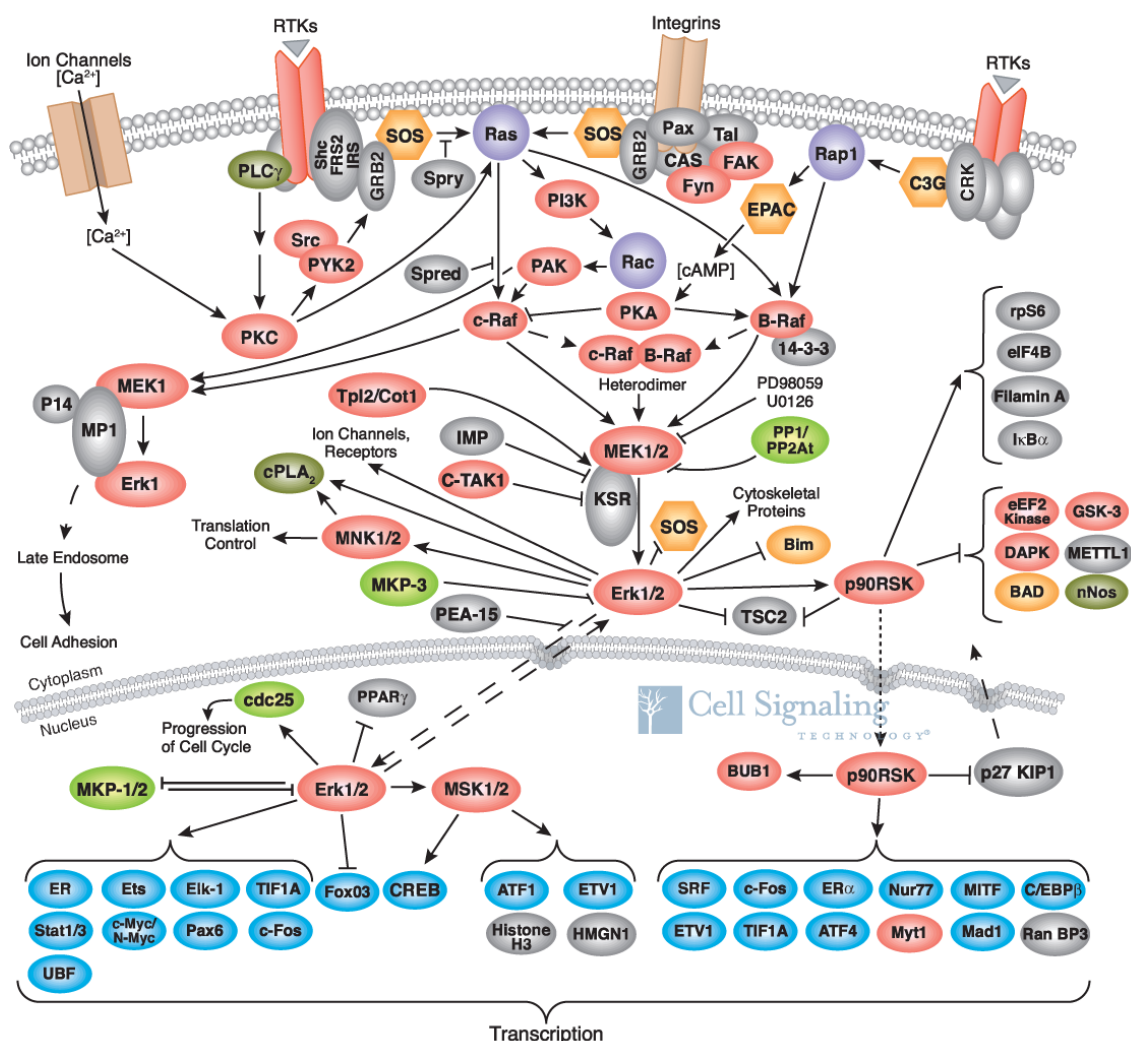 RTKs
Integrins
RTKs
Ion Channels
[Ca²⁺]
SOS
Ras
SOS
Pax
Tal
GRB2
CAS
FAK
Fyn
Rap1
C3G
CRK
Shc
FRS2
IRS
GRB2
PLCγ
Spry
PI3K
EPAC
[Ca²⁺]
Src
PYK2
Spred
PAK
Rac
[cAMP]
PKC
c-Raf
PKA
B-Raf
14-3-3
c-Raf
B-Raf
Heterodimer
rpS6
eIF4B
Filamin A
IκBα
MEK1
P14
MP1
Erk1
Tpl2/Cot1
PD98059
U0126
Ion Channels,
Receptors
IMP
MEK1/2
PP1/
PP2At
cPLA₂
C-TAK1
KSR
Cytoskeletal
Proteins
SOS
Translation
Control
MNK1/2
Bim
eEF2
Kinase
GSK-3
DAPK
METTL1
BAD
nNos
Late Endosome
MKP-3
Erk1/2
p90RSK
PEA-15
TSC2
Cell Adhesion
Cytoplasm
Nucleus
cdc25
PPARγ
Progression
of Cell Cycle
Cell Signaling
TECHNOLOGY®
MKP-1/2
Erk1/2
MSK1/2
BUB1
p90RSK
p27 KIP1
ER
Ets
Elk-1
TIF1A
Fox03
CREB
ATF1
ETV1
SRF
c-Fos
ERα
Nur77
MITF
C/EBPβ
Stat1/3
c-Myc/
N-Myc
Pax6
c-Fos
Histone
H3
HMGN1
ETV1
TIF1A
ATF4
Myt1
Mad1
Ran BP3
UBF
Transcription